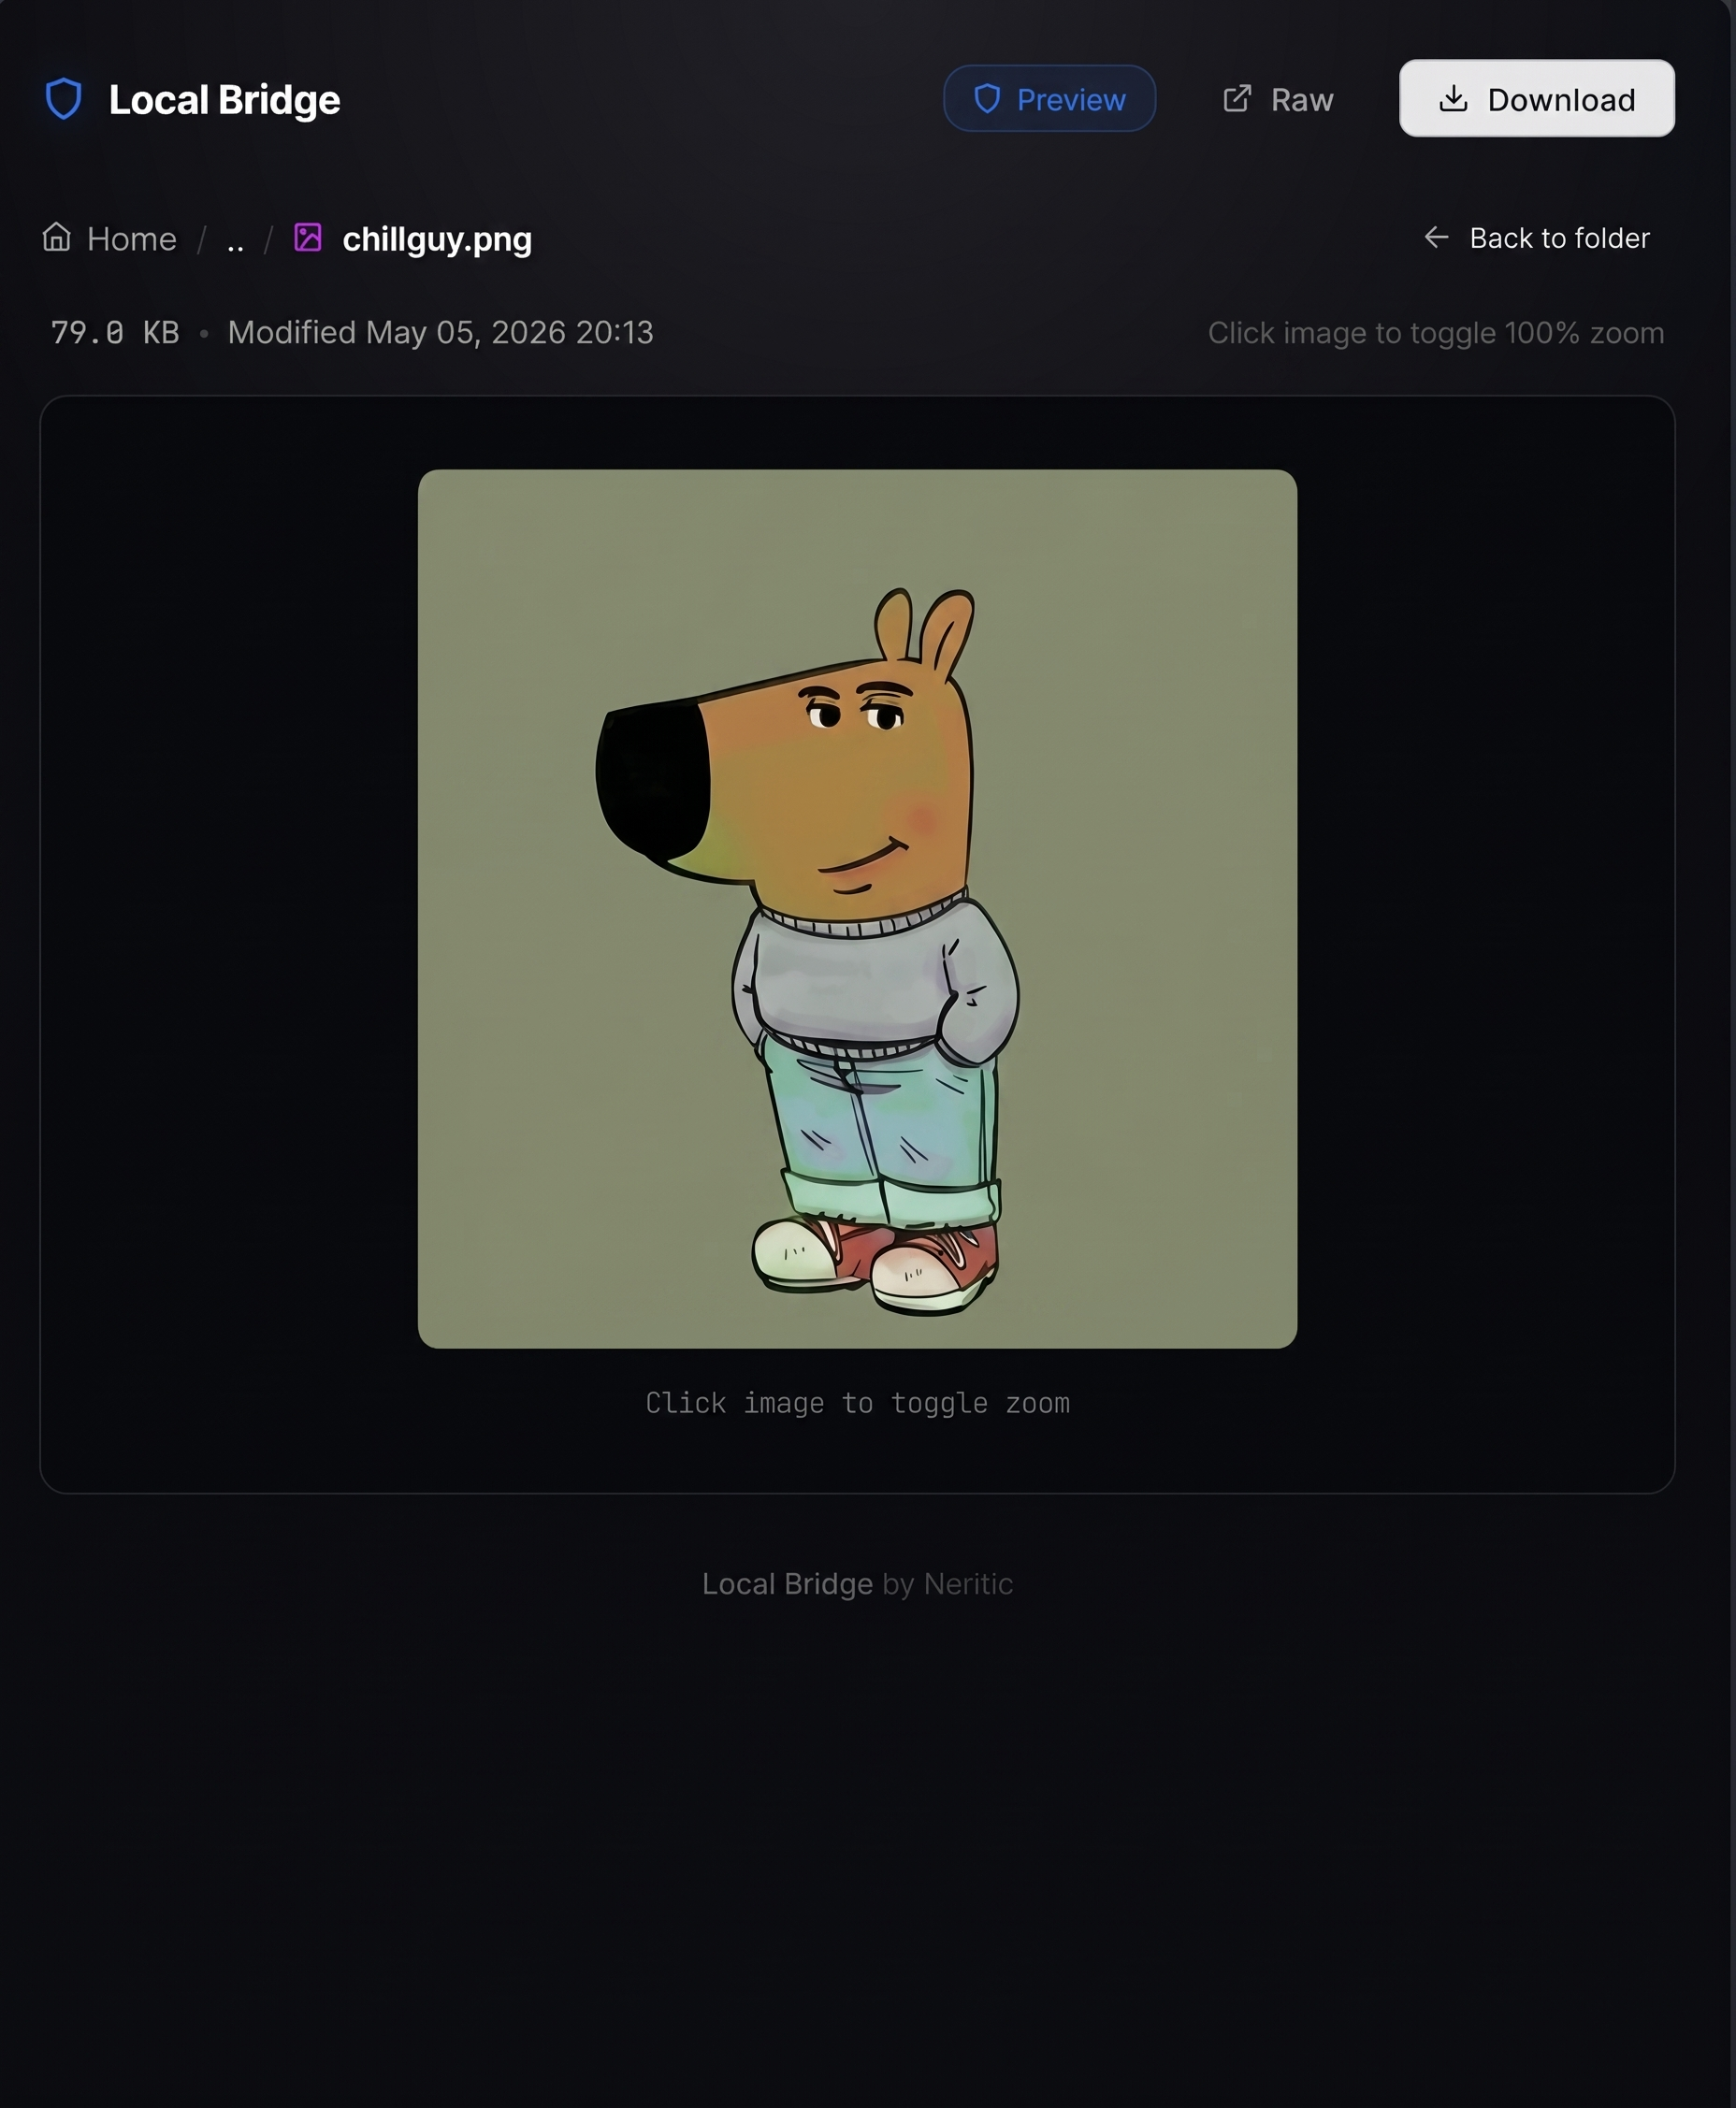 Local Bridge
Preview
Raw
Download
Home / .. / chillguy.png
Back to folder
79.0 KB • Modified May 05, 2026 20:13
Click image to toggle 100% zoom
Click image to toggle zoom
Local Bridge by Neritic